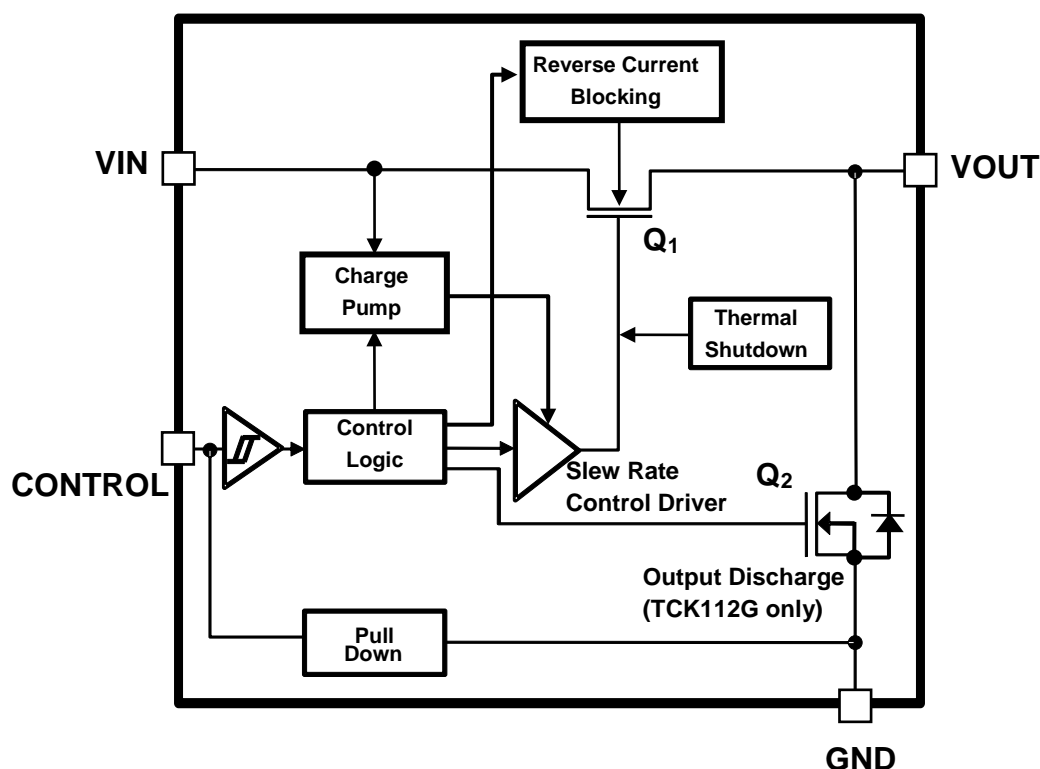 Reverse Current
Blocking
VIN
VOUT
Q₁
Charge
Pump
Thermal
Shutdown
Control
Logic
CONTROL
Slew Rate
Control Driver
Q₂
Output Discharge
(TCK112G only)
Pull
Down
GND